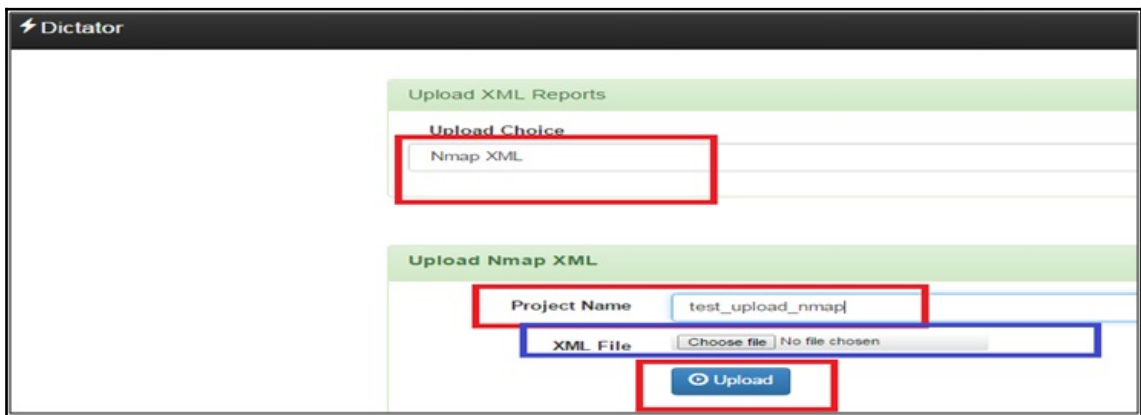 Dictator
Upload XML Reports
Upload Choice
Nmap XML
Upload Nmap XML
Project Name test_upload_nmap
XML File Choose file No file chosen
Upload